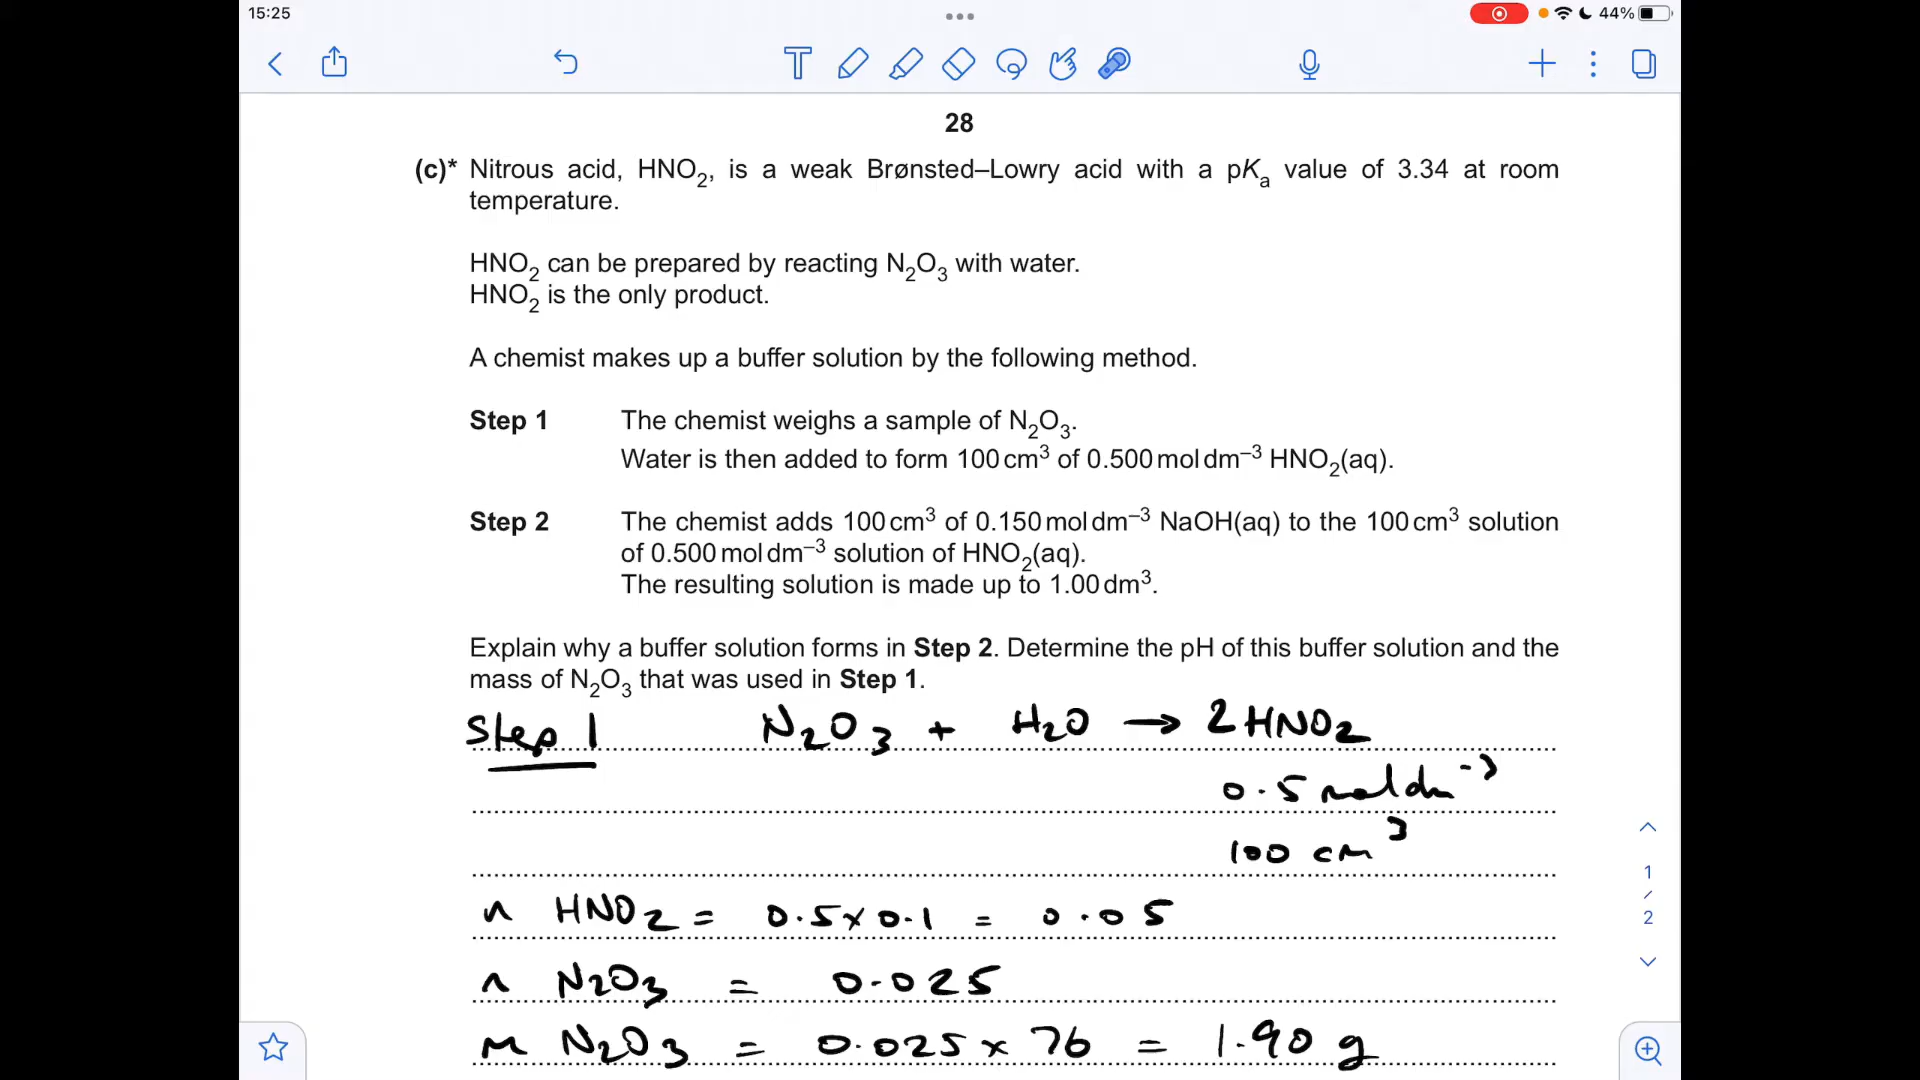 15:25
44%
28
(c)* Nitrous acid, HNO₂, is a weak Brønsted–Lowry acid with a pKₐ value of 3.34 at room
temperature.
HNO₂ can be prepared by reacting N₂O₃ with water.
HNO₂ is the only product.
A chemist makes up a buffer solution by the following method.
Step 1 The chemist weighs a sample of N₂O₃.
Water is then added to form 100 cm³ of 0.500 mol dm⁻³ HNO₂(aq).
Step 2 The chemist adds 100 cm³ of 0.150 mol dm⁻³ NaOH(aq) to the 100 cm³ solution
of 0.500 mol dm⁻³ solution of HNO₂(aq).
The resulting solution is made up to 1.00 dm³.
Explain why a buffer solution forms in Step 2. Determine the pH of this buffer solution and the
mass of N₂O₃ that was used in Step 1.
Step 1 N₂O₃ + H₂O → 2HNO₂
0.5 moldm⁻³
100 cm³
n HNO₂ = 0.5 × 0.1 = 0.05
n N₂O₃ = 0.025
m N₂O₃ = 0.025 × 76 = 1.90 g
1
/
2